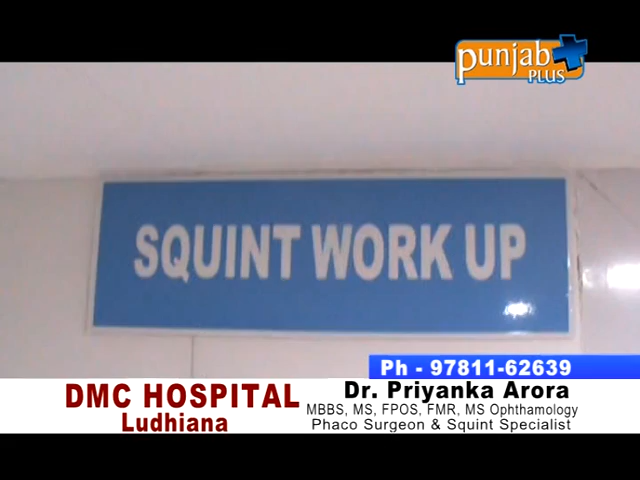 punjab
PLUS
SQUINT WORK UP
Ph - 97811-62639
DMC HOSPITAL
Ludhiana
Dr. Priyanka Arora
MBBS, MS, FPOS, FMR, MS Ophthamology
Phaco Surgeon & Squint Specialist